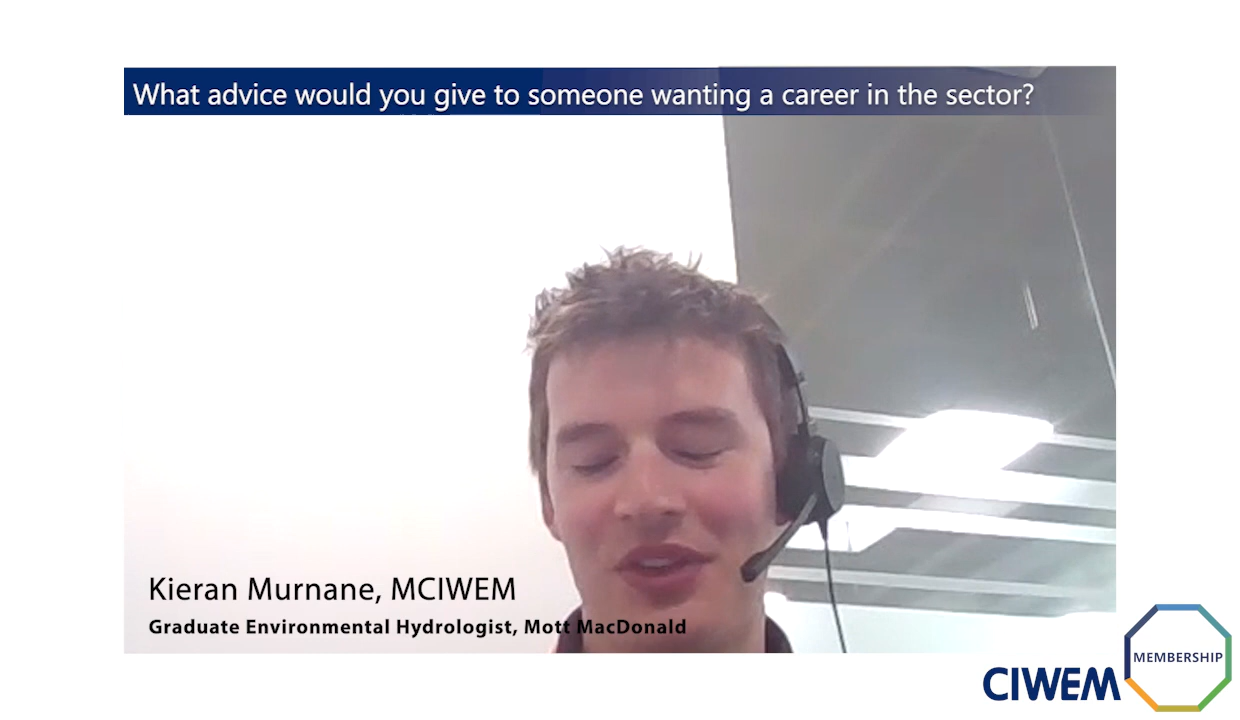 What advice would you give to someone wanting a career in the sector?
Kieran Murnane, MCIWEM
Graduate Environmental Hydrologist, Mott MacDonald
MEMBERSHIP
CIWEM